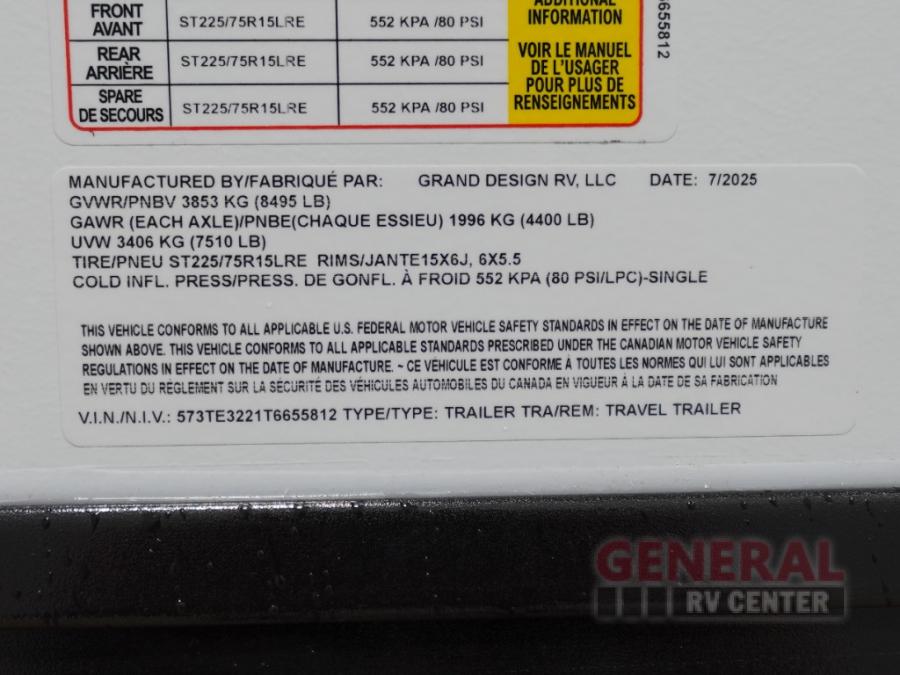 ADDITIONAL
INFORMATION
FRONT
AVANT
ST225/75R15LRE 552 KPA /80 PSI
REAR
ARRIÈRE
ST225/75R15LRE 552 KPA /80 PSI
SPARE
DE SECOURS
ST225/75R15LRE 552 KPA /80 PSI
VOIR LE MANUEL
DE L'USAGER
POUR PLUS DE
RENSEIGNEMENTS
655812
MANUFACTURED BY/FABRIQUÉ PAR: GRAND DESIGN RV, LLC DATE: 7/2025
GVWR/PNBV 3853 KG (8495 LB)
GAWR (EACH AXLE)/PNBE(CHAQUE ESSIEU) 1996 KG (4400 LB)
UVW 3406 KG (7510 LB)
TIRE/PNEU ST225/75R15LRE RIMS/JANTE15X6J, 6X5.5
COLD INFL. PRESS/PRESS. DE GONFL. À FROID 552 KPA (80 PSI/LPC)-SINGLE
THIS VEHICLE CONFORMS TO ALL APPLICABLE U.S. FEDERAL MOTOR VEHICLE SAFETY STANDARDS IN EFFECT ON THE DATE OF MANUFACTURE
SHOWN ABOVE. THIS VEHICLE CONFORMS TO ALL APPLICABLE STANDARDS PRESCRIBED UNDER THE CANADIAN MOTOR VEHICLE SAFETY
REGULATIONS IN EFFECT ON THE DATE OF MANUFACTURE. ~ CE VÉHICULE EST CONFORME À TOUTES LES NORMES QUI LUI SONT APPLICABLES
EN VERTU DU RÉGLEMENT SUR LA SÉCURITÉ DES VÉHICULES AUTOMOBILES DU CANADA EN VIGUEUR À LA DATE DE SA FABRICATION
V.I.N./N.I.V.: 573TE3221T6655812 TYPE/TYPE: TRAILER TRA/REM: TRAVEL TRAILER
GENERAL
RV CENTER